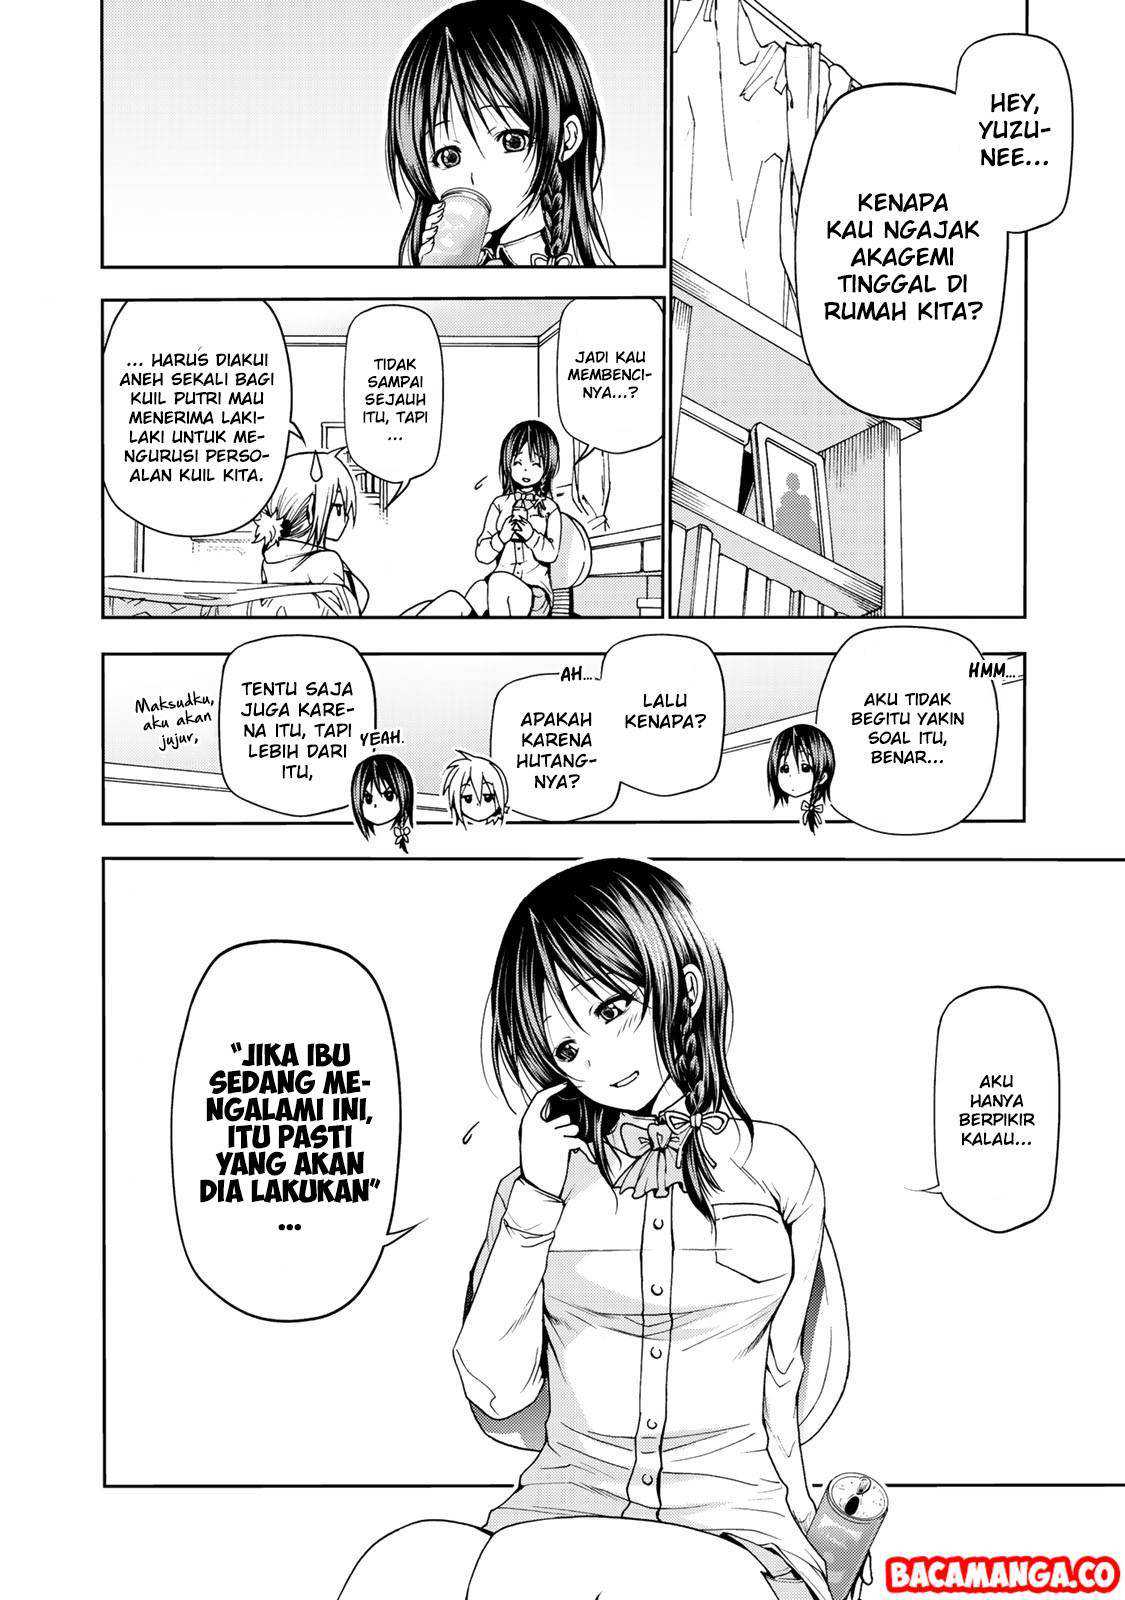 HEY,
YUZU-
NEE...
KENAPA
KAU NGAJAK
AKAGEMI
TINGGAL DI
RUMAH KITA?
JADI KAU
MEMBENCI-
NYA...?
TIDAK
SAMPAI
SEJAUH
ITU, TAPI
...
... HARUS DIAKUI
ANEH SEKALI BAGI
KUIL PUTRI MAU
MENERIMA LAKI-
LAKI UNTUK ME-
NGURUSI PERSO-
ALAN KUIL KITA.
HMM...
AKU TIDAK
BEGITU YAKIN
SOAL ITU,
BENAR...
LALU
KENAPA?
AH...
APAKAH
KARENA
HUTANG-
NYA?
YEAH.
TENTU SAJA
JUGA KARE-
NA ITU, TAPI
LEBIH DARI
ITU,
Maksudku,
aku akan
jujur,
AKU
HANYA
BERPIKIR
KALAU...
"JIKA IBU
SEDANG ME-
NGALAMI INI,
ITU PASTI
YANG AKAN
DIA LAKUKAN"
...
BACAMANGA.CO